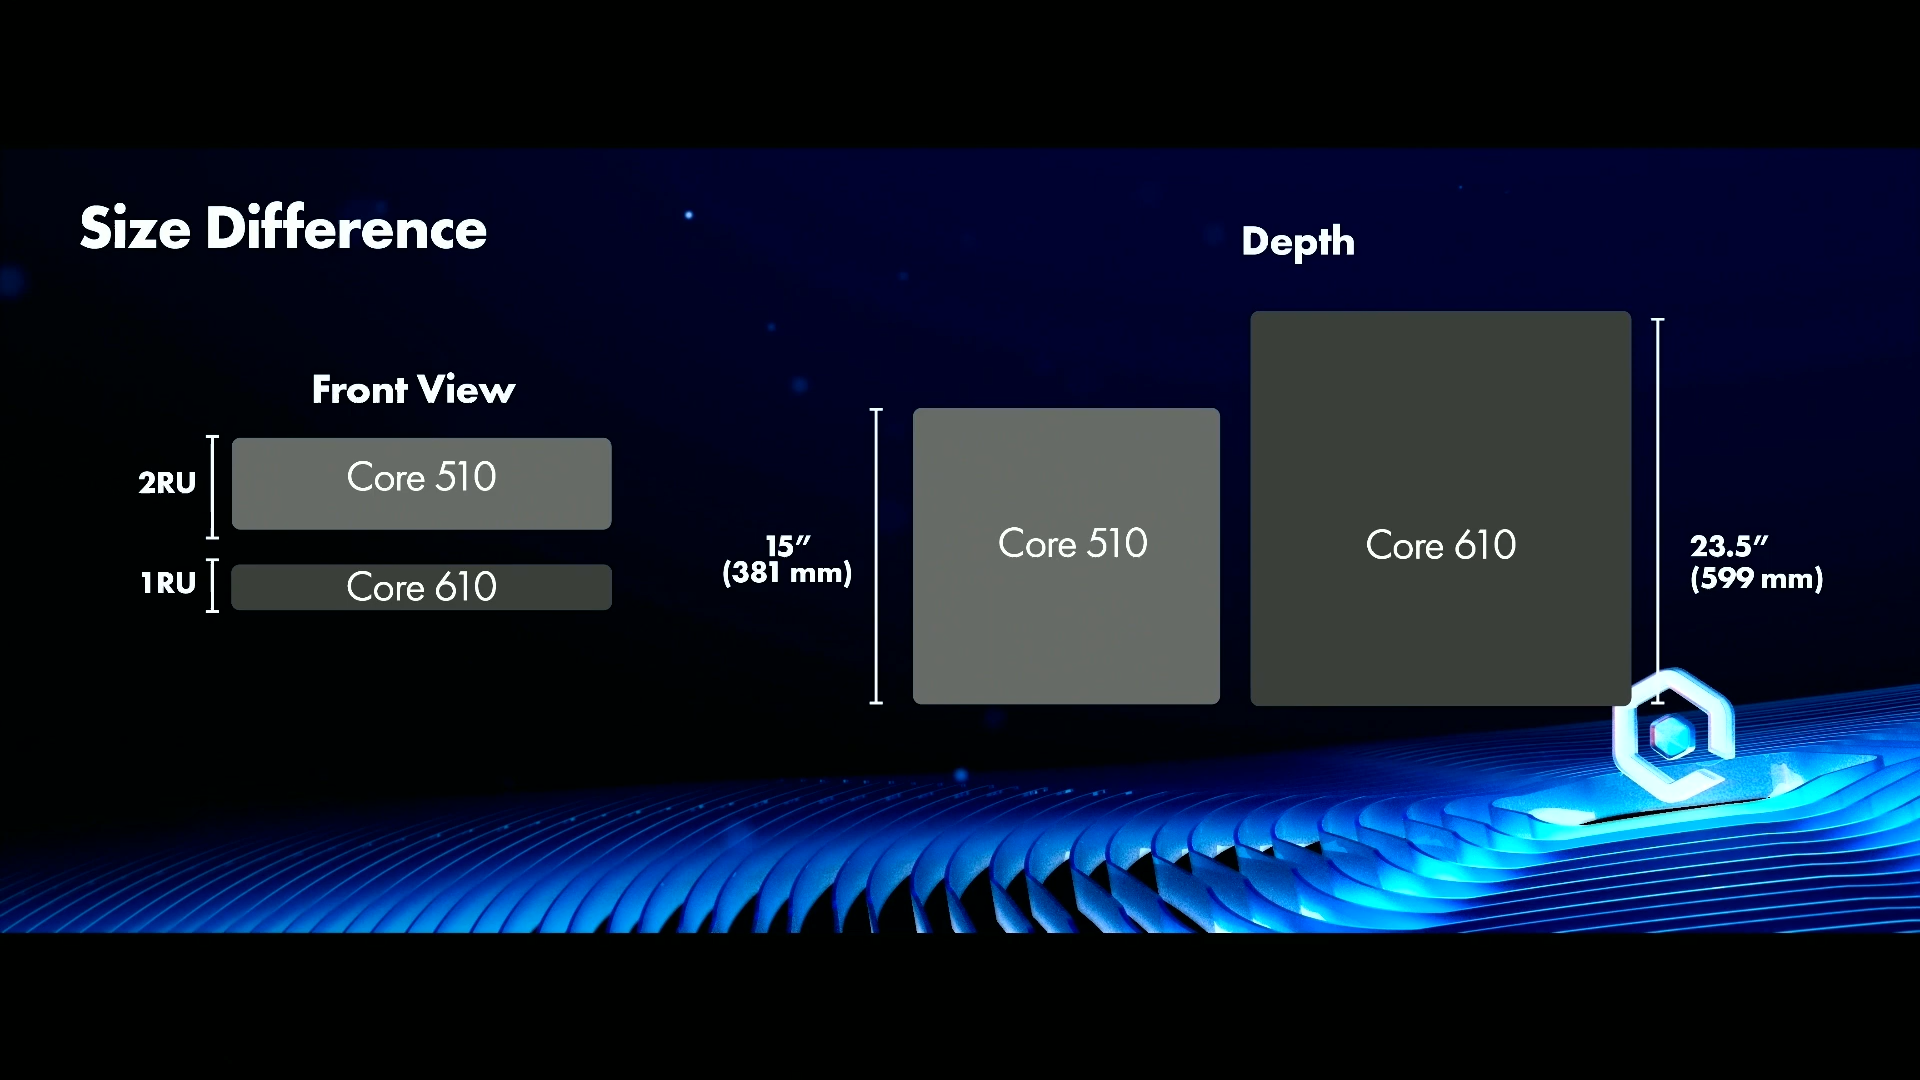 Size Difference
Front View
2RU
Core 510
1RU
Core 610
Depth
15”
(381 mm)
Core 510
Core 610
23.5”
(599 mm)